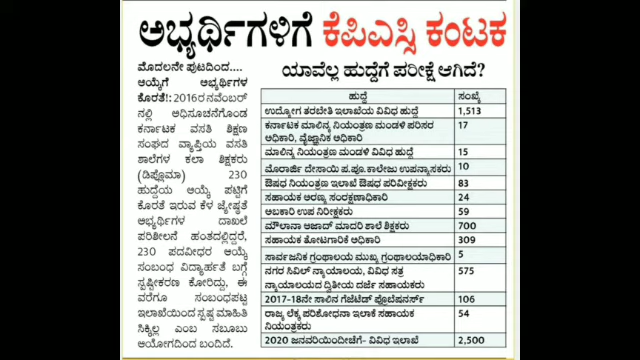 ಅಭ್ಯರ್ಥಿಗಳಿಗೆ ಕೆಪಿಎಸ್ಸಿ ಕಂಟಕ
ಮೊದಲನೇ ಪುಟದಿಂದ....
ಆಯ್ಕೆಗೆ ಅಭ್ಯರ್ಥಿಗಳ
ಕೊರತೆ!: 2016ರ ನವೆಂಬರ್
ನಲ್ಲಿ ಅಧಿಸೂಚನೆಗೊಂಡ
ಕರ್ನಾಟಕ ವಸತಿ ಶಿಕ್ಷಣ
ಸಂಘದ ವ್ಯಾಪ್ತಿಯ ವಸತಿ
ಶಾಲೆಗಳ ಕಲಾ ಶಿಕ್ಷಕರು
(ಡಿಪ್ಲೊಮಾ) 230
ಹುದ್ದೆಯ ಆಯ್ಕೆ ಪಟ್ಟಿಗೆ
ಕೊರತೆ ಇರುವ ಕೆಳ ಜ್ಯೇಷ್ಠತೆ
ಅಭ್ಯರ್ಥಿಗಳ ದಾಖಲೆ
ಪರಿಶೀಲನೆ ಹಂತದಲ್ಲಿದ್ದರೆ,
230 ಪದವೀಧರ ಆಯ್ಕೆ
ಸಂಬಂಧ ವಿದ್ಯಾರ್ಹತೆ ಬಗ್ಗೆ
ಸ್ಪಷ್ಟೀಕರಣ ಕೋರಿದ್ದು, ಈ
ವರೆಗೂ ಸಂಬಂಧಪಟ್ಟ
ಇಲಾಖೆಯಿಂದ ಸ್ಪಷ್ಟ ಮಾಹಿತಿ
ಸಿಕ್ಕಿಲ್ಲ ಎಂಬ ಸಬೂಬು
ಆಯೋಗದಿಂದ ಬಂದಿದೆ.
ಯಾವೆಲ್ಲ ಹುದ್ದೆಗೆ ಪರೀಕ್ಷೆ ಆಗಿದೆ?
ಹುದ್ದೆ ಸಂಖ್ಯೆ
ಉದ್ಯೋಗ ತರಬೇತಿ ಇಲಾಖೆಯ ವಿವಿಧ ಹುದ್ದೆ 1,513
ಕರ್ನಾಟಕ ಮಾಲಿನ್ಯ ನಿಯಂತ್ರಣ ಮಂಡಳಿ ಪರಿಸರ 17
ಅಧಿಕಾರಿ, ವೈಜ್ಞಾನಿಕ ಅಧಿಕಾರಿ
ಮಾಲಿನ್ಯ ನಿಯಂತ್ರಣ ಮಂಡಳಿ ವಿವಿಧ ಹುದ್ದೆ 15
ಮೊರಾರ್ಜಿ ದೇಸಾಯಿ ಪ.ಪೂ.ಕಾಲೇಜು ಉಪನ್ಯಾಸಕರು 10
ಔಷಧ ನಿಯಂತ್ರಣ ಇಲಾಖೆ ಔಷಧ ಪರಿವೀಕ್ಷಕರು 83
ಸಹಾಯಕ ಅರಣ್ಯ ಸಂರಕ್ಷಣಾಧಿಕಾರಿ 24
ಅಬಕಾರಿ ಉಪ ನಿರೀಕ್ಷಕರು 59
ಮೌಲಾನಾ ಆಜಾದ್ ಮಾದರಿ ಶಾಲೆ ಶಿಕ್ಷಕರು 700
ಸಹಾಯಕ ತೋಟಗಾರಿಕೆ ಅಧಿಕಾರಿ 309
ಸಾರ್ವಜನಿಕ ಗ್ರಂಥಾಲಯ ಮುಖ್ಯ ಗ್ರಂಥಾಲಯಾಧಿಕಾರಿ 5
ನಗರ ಸಿವಿಲ್ ನ್ಯಾಯಾಲಯ, ವಿವಿಧ ಸತ್ರ 575
ನ್ಯಾಯಾಲಯದ ದ್ವಿತೀಯ ದರ್ಜೆ ಸಹಾಯಕರು
2017-18ನೇ ಸಾಲಿನ ಗೆಜೆಟೆಡ್ ಪ್ರೊಬೆಷನರ್ಸ್ 106
ರಾಜ್ಯ ಲೆಕ್ಕ ಪರಿಶೋಧನಾ ಇಲಾಕೆ ಸಹಾಯಕ 54
ನಿಯಂತ್ರಕರು
2020 ಜನವರಿಯಿಂದೀಚೆಗೆ- ವಿವಿಧ ಇಲಾಖೆ 2,500